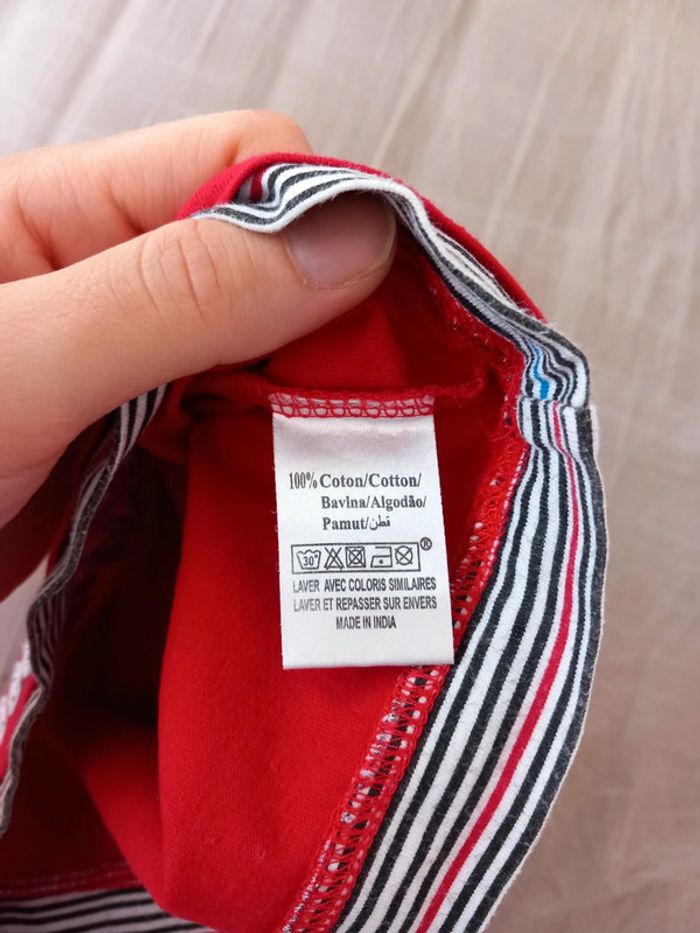 100% Coton/Cotton/
Bavlna/Algodão/
Pamut/قطن
30° ®
LAVER AVEC COLORIS SIMILAIRES
LAVER ET REPASSER SUR ENVERS
MADE IN INDIA